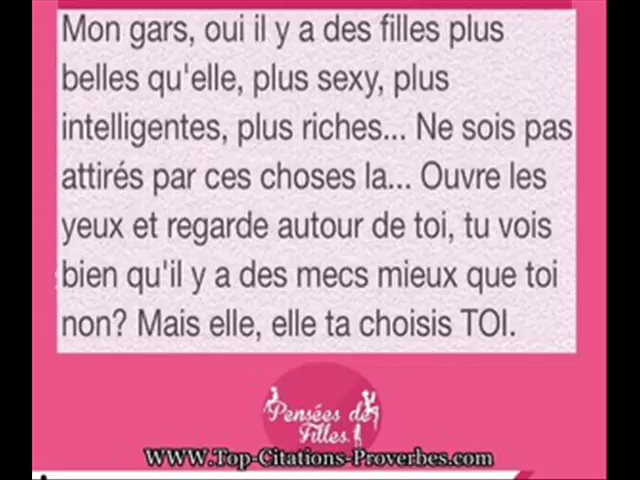 Mon gars, oui il y a des filles plus
belles qu'elle, plus sexy, plus
intelligentes, plus riches... Ne sois pas
attirés par ces choses la... Ouvre les
yeux et regarde autour de toi, tu vois
bien qu'il y a des mecs mieux que toi
non? Mais elle, elle ta choisis TOI.
Pensées de
Filles
WWW.Top-Citations-Proverbes.com